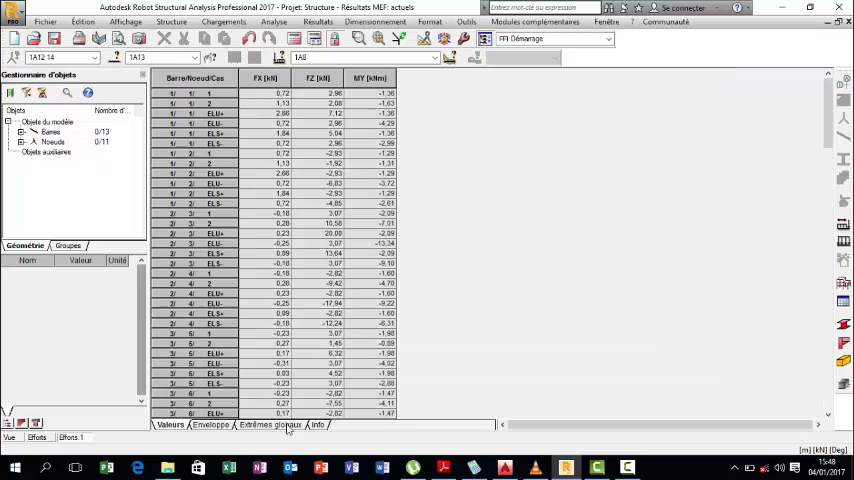 Autodesk Robot Structural Analysis Professional 2017 - Projet: Structure - Résultats MEF: actuels
Entrez mot-clé/phrase
Se connecter
Fichier Édition Affichage Structure Chargements Analyse Résultats Dimensionnement Format Outils Modules complémentaires Fenêtre ? Communauté
FFI Démarrage
1A12 14 1A13 1A8
Gestionnaire d'objets
Objets Nombre d'...
Objets du modèle
Barres 0/13
Noeuds 0/11
Objets auxiliaires
Géométrie Groupes
Nom Valeur Unité
Barre/Noeud/Cas FX [kN] FZ [kN] MY [kNm]
1/ 1/ 1 0,72 2,96 -1,36
1/ 1/ 2 1,13 2,08 -1,63
1/ 1/ ELU+ 2,66 7,12 -1,36
1/ 1/ ELU- 0,72 2,96 -4,29
1/ 1/ ELS+ 1,84 5,04 -1,36
1/ 1/ ELS- 0,72 2,96 -2,99
1/ 2/ 1 0,72 -2,93 -1,29
1/ 2/ 2 1,13 -1,92 -1,31
1/ 2/ ELU+ 2,66 -2,93 -1,29
1/ 2/ ELU- 0,72 -6,83 -3,72
1/ 2/ ELS+ 1,84 -2,93 -1,29
1/ 2/ ELS- 0,72 -4,85 -2,61
2/ 3/ 1 -0,18 3,07 -2,09
2/ 3/ 2 0,28 10,58 -7,01
2/ 3/ ELU+ 0,23 20,00 -2,09
2/ 3/ ELU- -0,25 3,07 -13,34
2/ 3/ ELS+ 0,09 13,64 -2,09
2/ 3/ ELS- -0,18 3,07 -9,10
2/ 4/ 1 -0,18 -2,82 -1,60
2/ 4/ 2 0,28 -9,42 -4,70
2/ 4/ ELU+ 0,23 -2,82 -1,60
2/ 4/ ELU- -0,25 -17,94 -9,22
2/ 4/ ELS+ 0,09 -2,82 -1,60
2/ 4/ ELS- -0,18 -12,24 -6,31
3/ 5/ 1 -0,23 3,07 -1,98
3/ 5/ 2 0,27 1,45 -0,89
3/ 5/ ELU+ 0,17 6,32 -1,98
3/ 5/ ELU- -0,31 3,07 -4,02
3/ 5/ ELS+ 0,03 4,52 -1,98
3/ 5/ ELS- -0,23 3,07 -2,88
3/ 6/ 1 -0,23 -2,82 -1,47
3/ 6/ 2 0,27 -7,55 -4,11
3/ 6/ ELU+ 0,17 -2,82 -1,47
Valeurs Enveloppe Extrêmes globaux Info
Vue Efforts Efforts:1
[m] [kN] [Deg]
15:48
04/01/2017